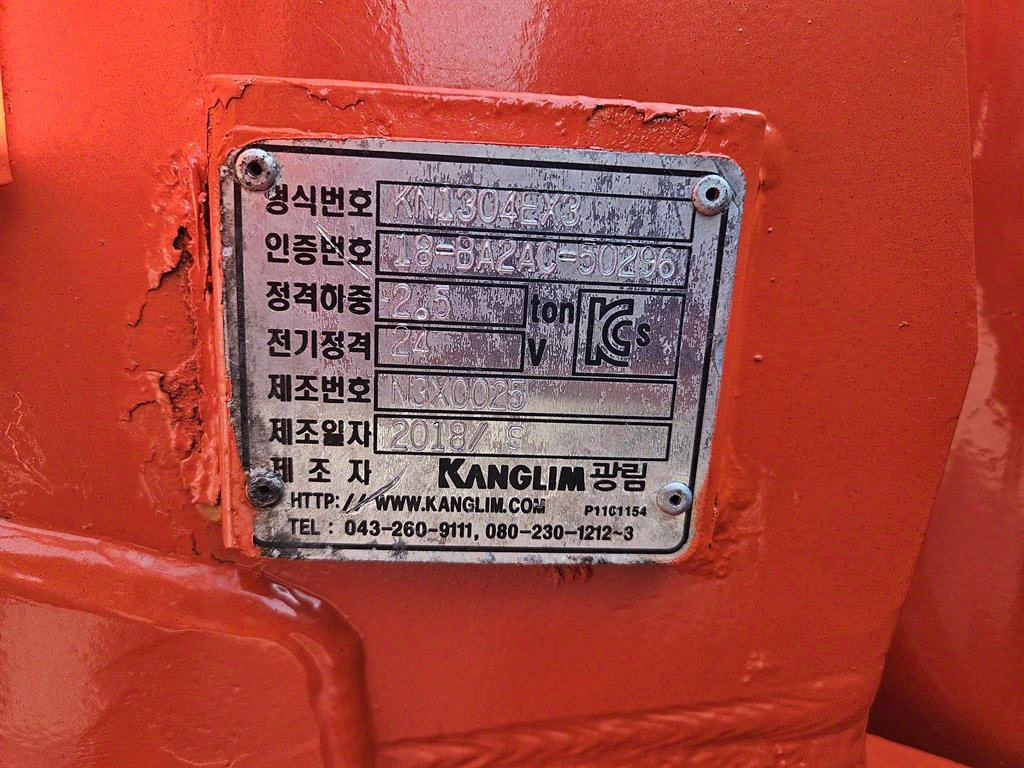 형식번호 KN1304EX3
인증번호 18-BA2AC-50296
정격하중 2.5 ton KCs
전기정격 24 V
제조번호 N3X0025
제조일자 2018/
제조자 KANGLIM 광림
HTTP://WWW.KANGLIM.COM P11C1154
TEL : 043-260-9111, 080-230-1212~3